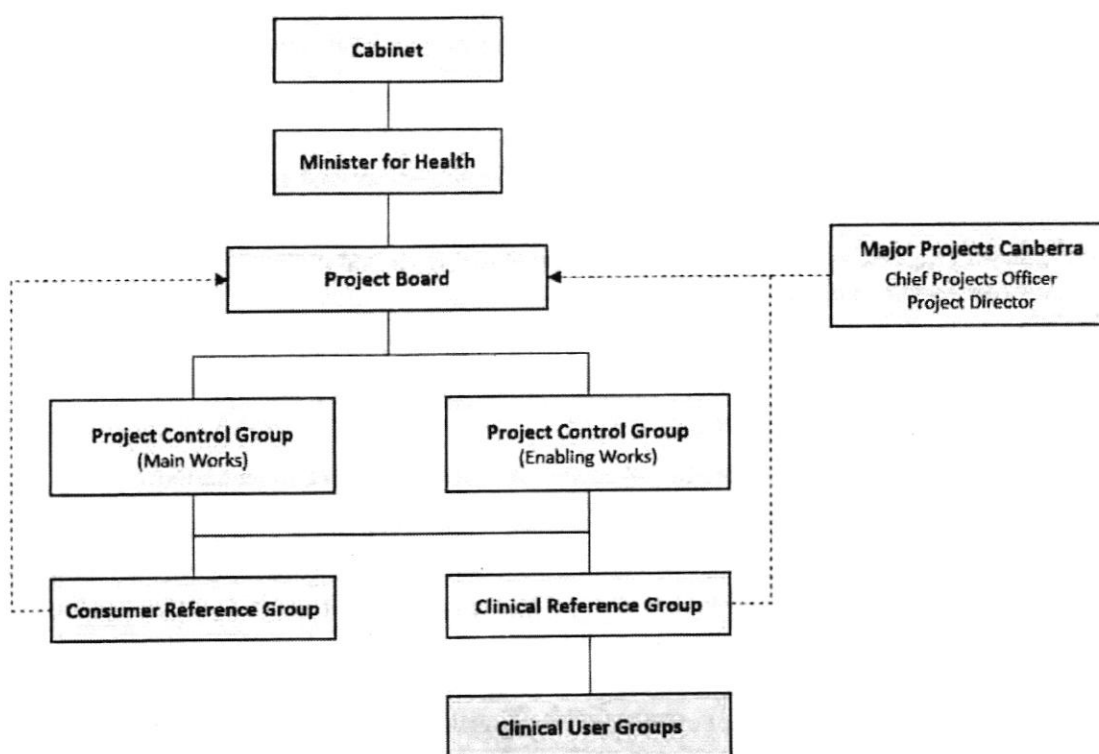 Cabinet
Minister for Health
Project Board
Major Projects Canberra
Chief Projects Officer
Project Director
Project Control Group
(Main Works)
Project Control Group
(Enabling Works)
Consumer Reference Group
Clinical Reference Group
Clinical User Groups